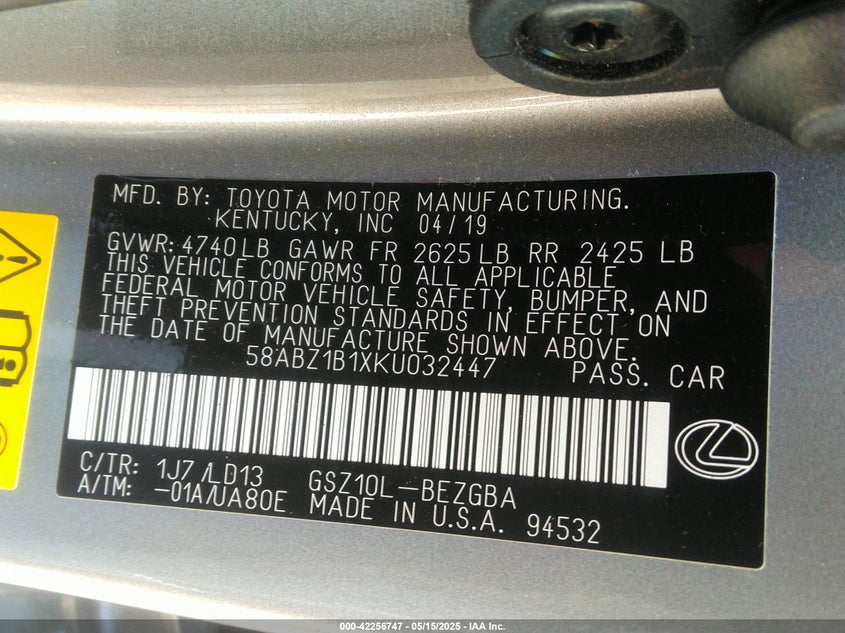 MFD. BY: TOYOTA MOTOR MANUFACTURING.
KENTUCKY, INC 04/19
GVWR: 4740LB GAWR FR 2625LB RR 2425 LB
THIS VEHICLE CONFORMS TO ALL APPLICABLE
FEDERAL MOTOR VEHICLE SAFETY, BUMPER, AND
THEFT PREVENTION STANDARDS IN EFFECT ON
THE DATE OF MANUFACTURE SHOWN ABOVE.
58ABZ1B1XKU032447 PASS. CAR
C/TR: 1J7/LD13 GSZ10L-BEZGBA
A/TM: -01A/UA80E MADE IN U.S.A. 94532
000-42256747 - 05/15/2025 - IAA Inc.